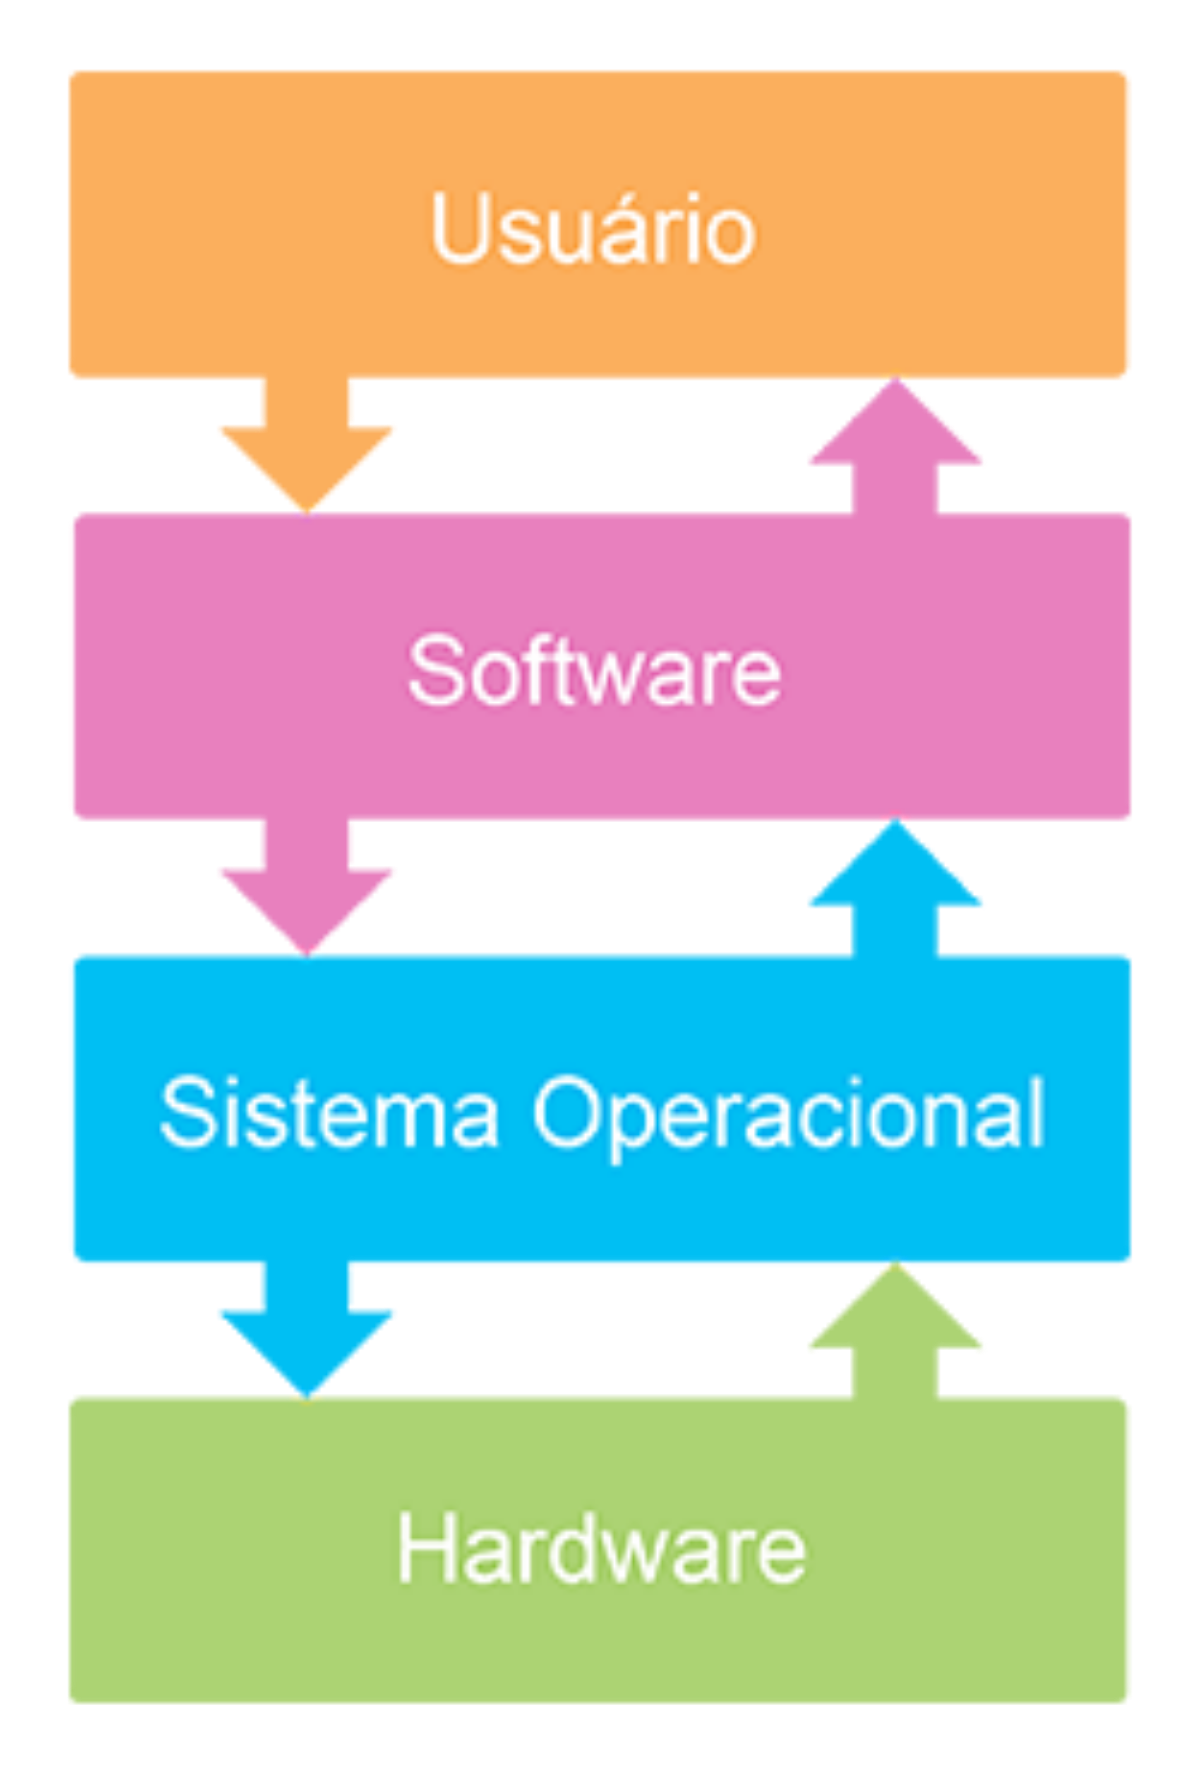 Usuário
Software
Sistema Operacional
Hardware